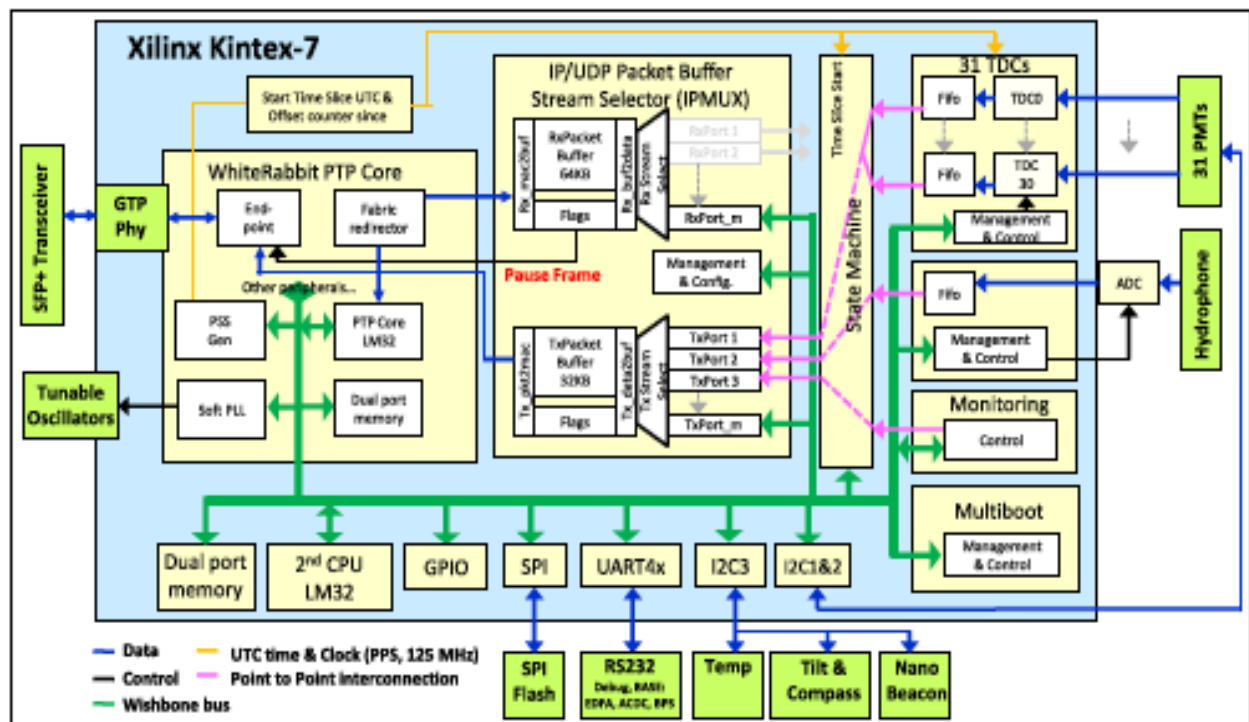 Xilinx Kintex-7
Start Time Slice UTC &
Offset counter since
IP/UDP Packet Buffer
Stream Selector (IPMUX)
Rx_mac2buf
RxPacket
Buffer
64KB
Flags
Rx_buf2data
Rx Stream
Select
RxPort 1
RxPort 2
RxPort_m
Management
& Config.
Time Slice Start
State Machine
31 TDCs
Fifo
TDC0
Fifo
TDC
30
Management
& Control
31 PMTs
SFP+ Transceiver
GTP
Phy
WhiteRabbit PTP Core
End-
point
Fabric
redirector
Pause Frame
Other peripherals...
PSS
Gen
PTP Core
LM32
Soft PLL
Dual port
memory
Tunable
Oscillators
Tx_pkt2mac
TxPacket
Buffer
32KB
Flags
Tx_data2buf
Tx Stream
Select
TxPort 1
TxPort 2
TxPort 3
TxPort_m
Fifo
Management
& Control
ADC
Hydrophone
Monitoring
Control
Multiboot
Management
& Control
Dual port
memory
2nd CPU
LM32
GPIO
SPI
UART4x
I2C3
I2C1&2
Data
Control
Wishbone bus
UTC time & Clock (PPS, 125 MHz)
Point to Point interconnection
SPI
Flash
RS232
Debug, BASE:
EDFA, ACDC, BPS
Temp
Tilt &
Compass
Nano
Beacon